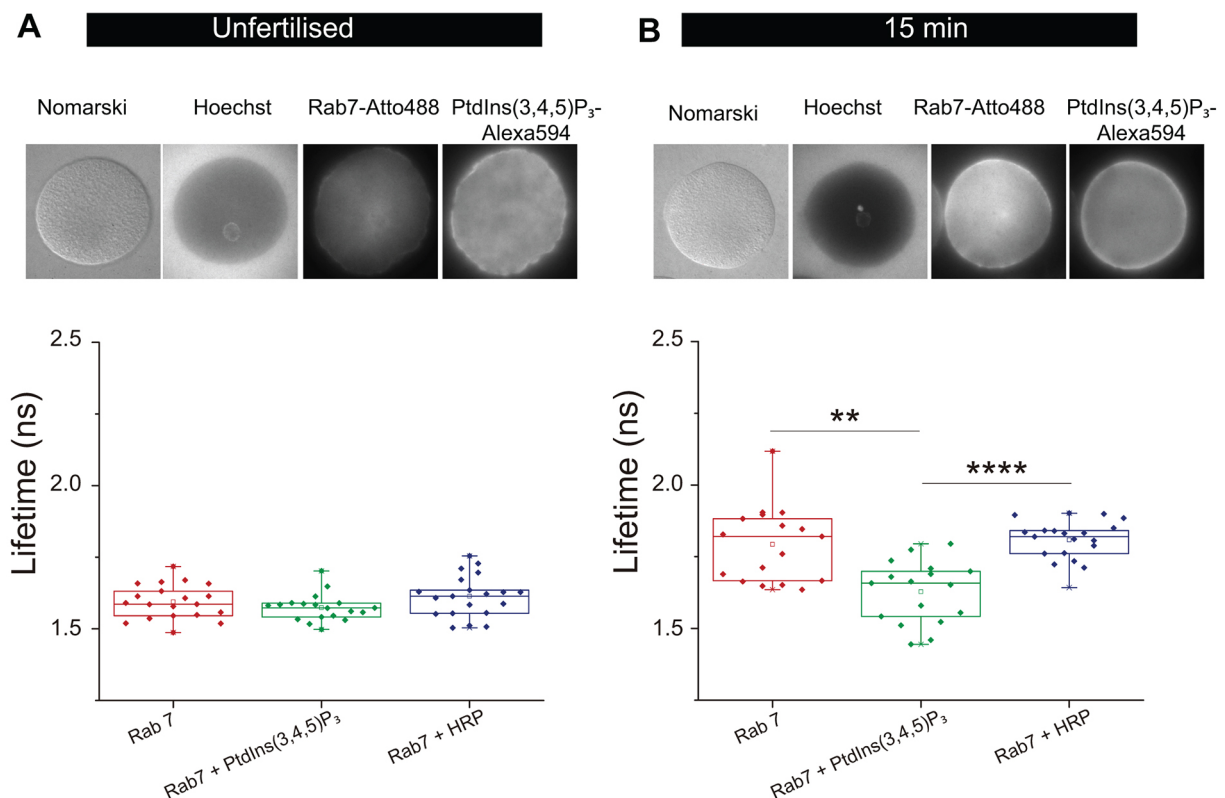 A
Unfertilised
Nomarski
Hoechst
Rab7-Atto488
PtdIns(3,4,5)P₃-
Alexa594
2.5
2.0
1.5
Lifetime (ns)
Rab 7
Rab7 + PtdIns(3,4,5)P₃
Rab7 + HRP
B
15 min
Nomarski
Hoechst
Rab7-Atto488
PtdIns(3,4,5)P₃-
Alexa594
2.5
2.0
1.5
Lifetime (ns)
**
****
Rab 7
Rab7 + PtdIns(3,4,5)P₃
Rab7 + HRP